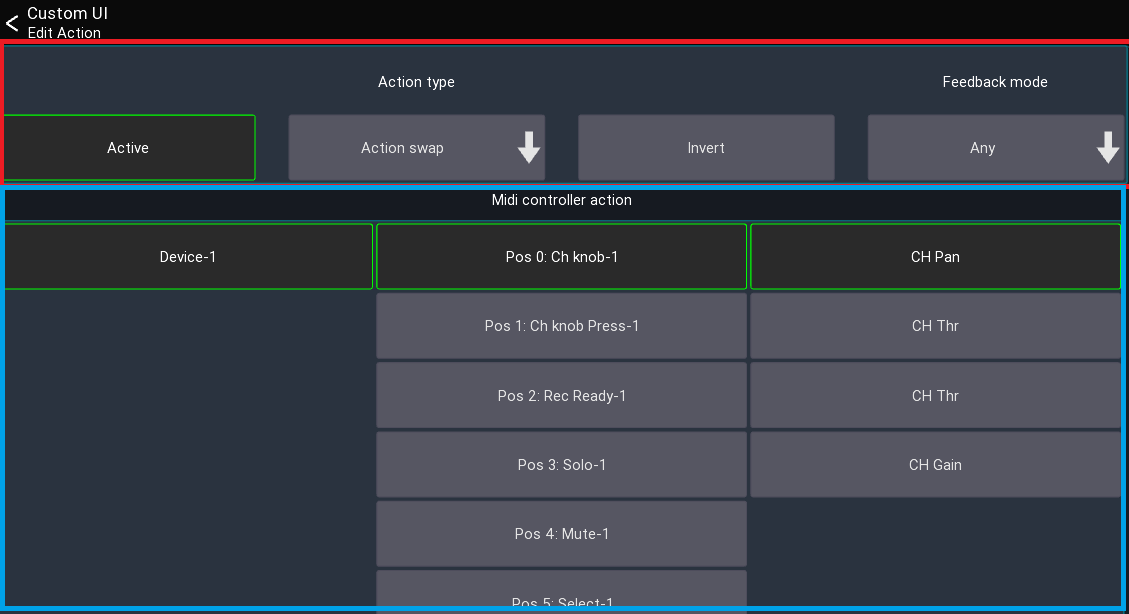 Custom UI
Edit Action
Action type
Feedback mode
Active
Action swap
Invert
Any
Midi controller action
Device-1
Pos 0: Ch knob-1
CH Pan
Pos 1: Ch knob Press-1
CH Thr
Pos 2: Rec Ready-1
CH Thr
Pos 3: Solo-1
CH Gain
Pos 4: Mute-1
Pos 5: Select-1